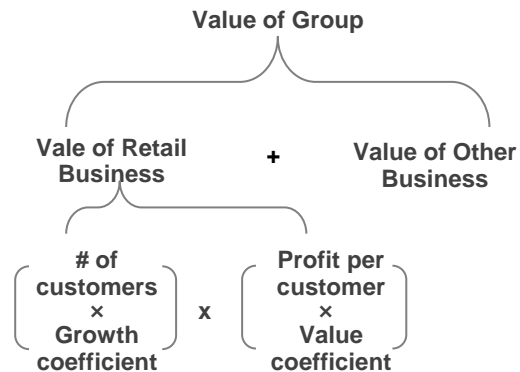 Value of Group
Vale of Retail
Business
+
Value of Other
Business
# of
customers
×
Growth
coefficient
x
Profit per
customer
×
Value
coefficient